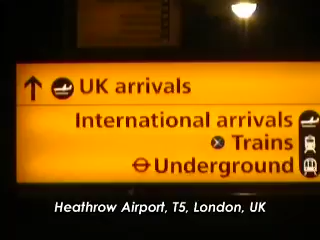 UK arrivals
International arrivals
Trains
Underground
Heathrow Airport, T5, London, UK